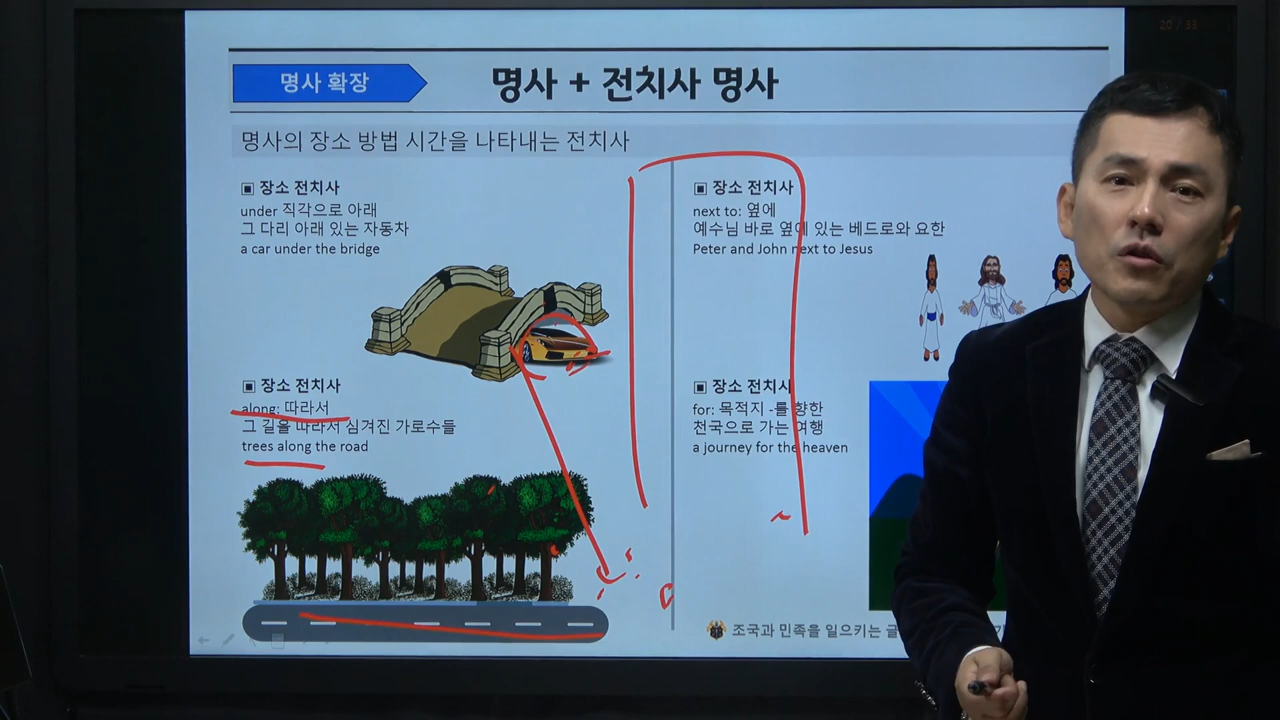 20 / 33
명사 확장
명사 + 전치사 명사
명사의 장소 방법 시간을 나타내는 전치사
▣ 장소 전치사
under 직각으로 아래
그 다리 아래 있는 자동차
a car under the bridge
▣ 장소 전치사
along: 따라서
그 길을 따라서 심겨진 가로수들
trees along the road
▣ 장소 전치사
next to: 옆에
예수님 바로 옆에 있는 베드로와 요한
Peter and John next to Jesus
▣ 장소 전치사
for: 목적지 -를 향한
천국으로 가는 여행
a journey for the heaven
조국과 민족을 일으키는